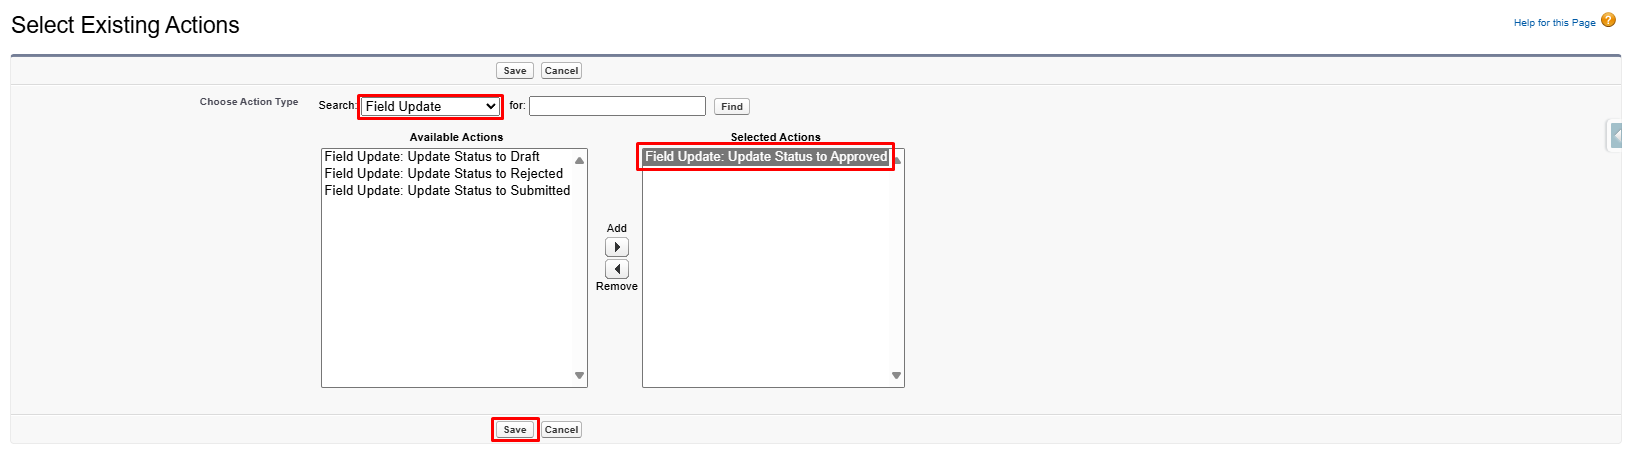 Select Existing Actions
Help for this Page ?
Save Cancel
Choose Action Type Search: Field Update for: Find
Available Actions Selected Actions
Field Update: Update Status to Draft
Field Update: Update Status to Rejected
Field Update: Update Status to Submitted
Field Update: Update Status to Approved
Add
Remove
Save Cancel